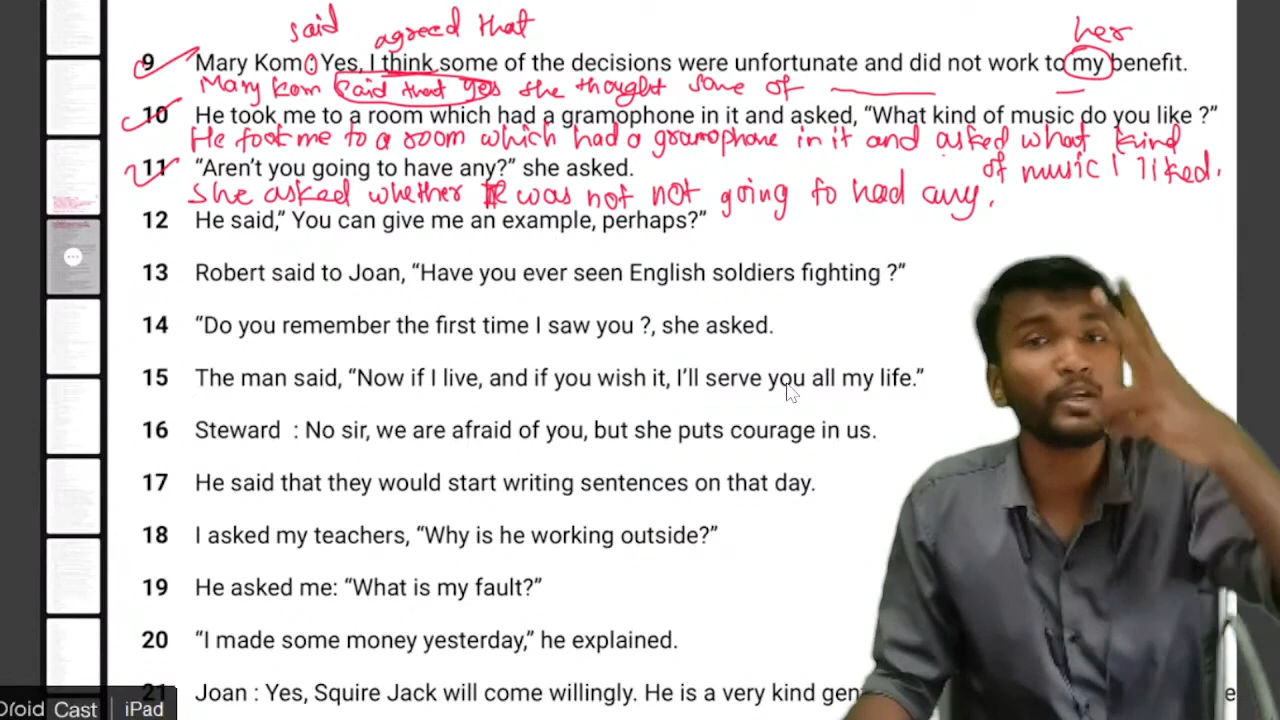 said agreed that her
9 Mary Kom : Yes, I think some of the decisions were unfortunate and did not work to my benefit.
Mary Kom said that yes she thought some of
10 He took me to a room which had a gramophone in it and asked, “What kind of music do you like ?”
He took me to a room which had a gramophone in it and asked what kind
of music I liked.
11 “Aren’t you going to have any?” she asked.
She asked whether was not not going to had any.
12 He said,” You can give me an example, perhaps?”
13 Robert said to Joan, “Have you ever seen English soldiers fighting ?”
14 “Do you remember the first time I saw you ?, she asked.
15 The man said, “Now if I live, and if you wish it, I’ll serve you all my life.”
16 Steward : No sir, we are afraid of you, but she puts courage in us.
17 He said that they would start writing sentences on that day.
18 I asked my teachers, “Why is he working outside?”
19 He asked me: “What is my fault?”
20 “I made some money yesterday,” he explained.
21 Joan : Yes, Squire Jack will come willingly. He is a very kind
Droid Cast | iPad